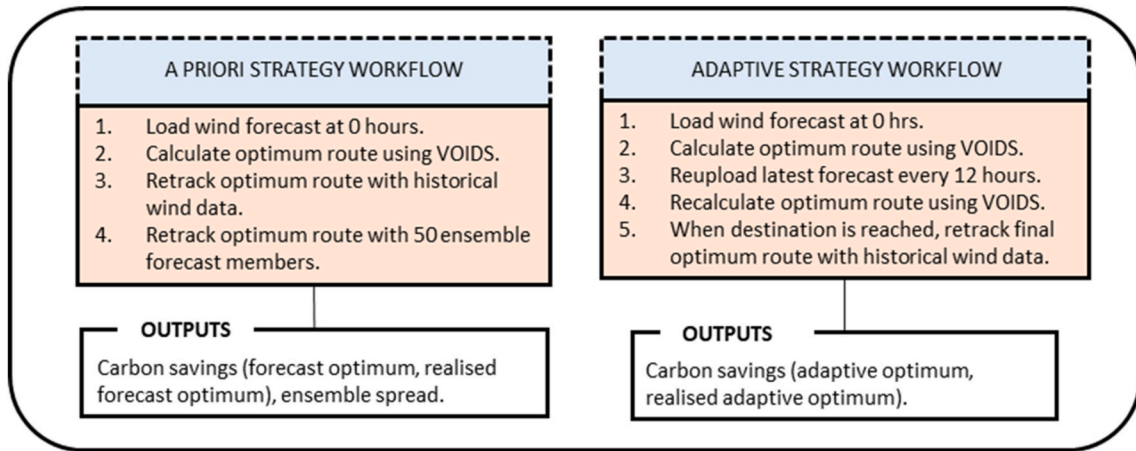 A PRIORI STRATEGY WORKFLOW
1. Load wind forecast at 0 hours.
2. Calculate optimum route using VOIDS.
3. Retrack optimum route with historical
wind data.
4. Retrack optimum route with 50 ensemble
forecast members.
OUTPUTS
Carbon savings (forecast optimum, realised
forecast optimum), ensemble spread.
ADAPTIVE STRATEGY WORKFLOW
1. Load wind forecast at 0 hrs.
2. Calculate optimum route using VOIDS.
3. Reupload latest forecast every 12 hours.
4. Recalculate optimum route using VOIDS.
5. When destination is reached, retrack final
optimum route with historical wind data.
OUTPUTS
Carbon savings (adaptive optimum,
realised adaptive optimum).